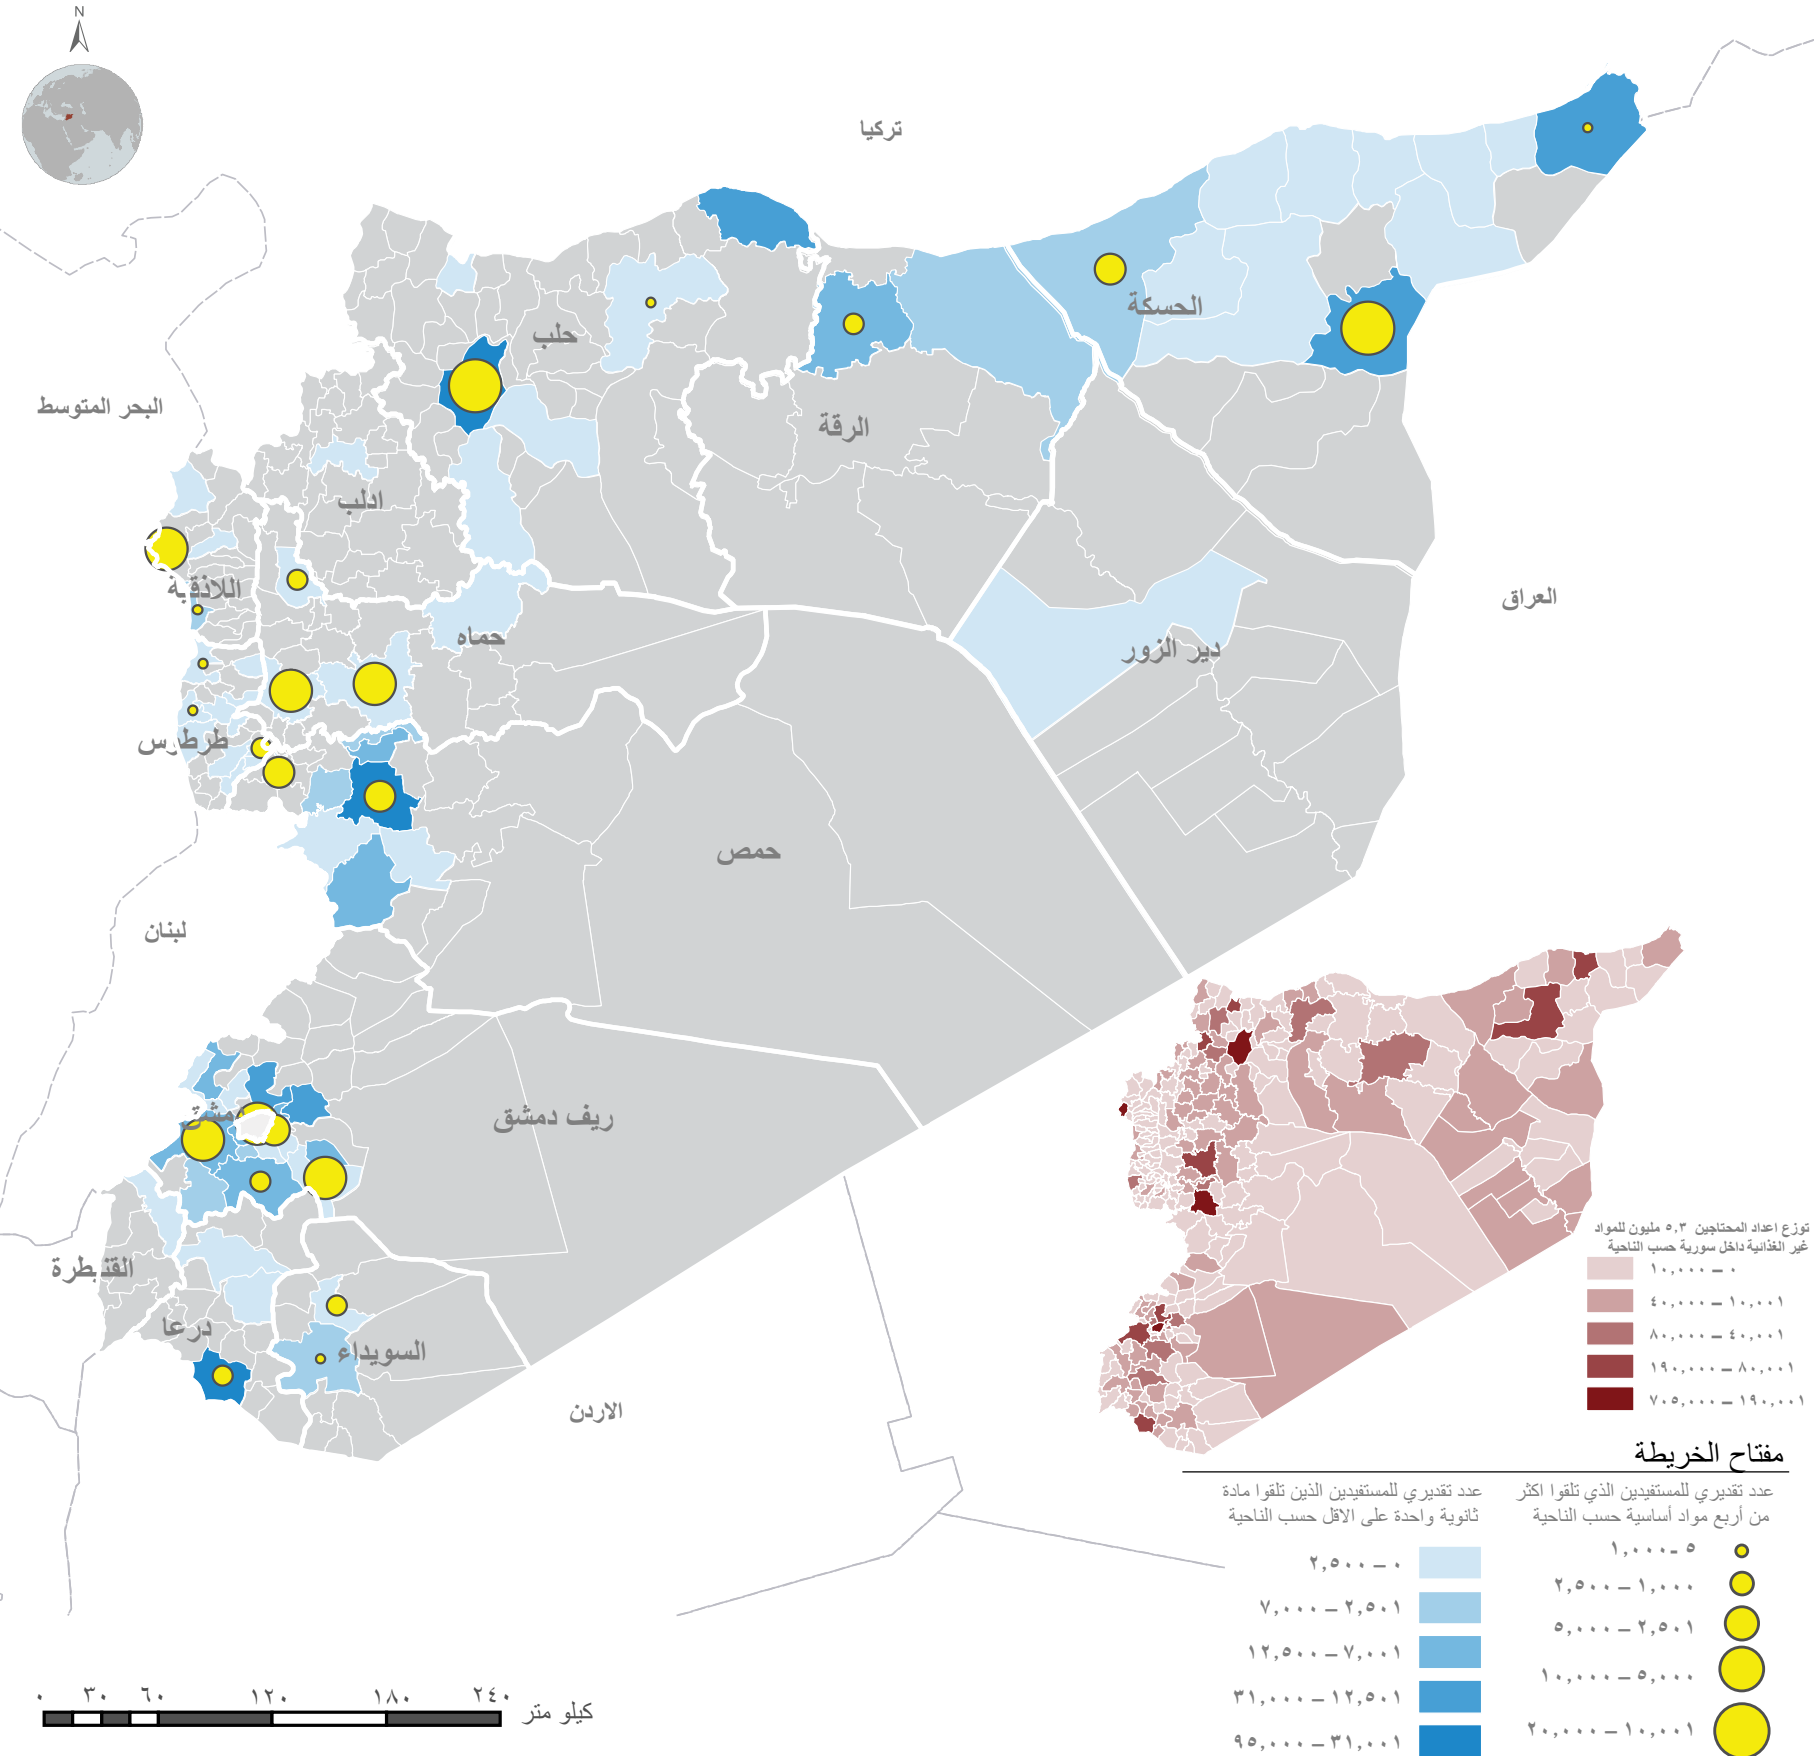 N
تركيا
البحر المتوسط
حلب
الحسكة
الرقة
ادلب
اللاذقية
حماه
دير الزور
العراق
طرطوس
حمص
لبنان
دمشق
ريف دمشق
القنيطرة
درعا
السويداء
الاردن
توزع اعداد المحتاجين ٥,٣ مليون للمواد
غير الغذائية داخل سورية حسب الناحية
٠ – ١٠,٠٠٠
١٠,٠٠١ – ٤٠,٠٠٠
٤٠,٠٠١ – ٨٠,٠٠٠
٨٠,٠٠١ – ١٩٠,٠٠٠
١٩٠,٠٠١ – ٧٠٥,٠٠٠
مفتاح الخريطة
عدد تقديري للمستفيدين الذي تلقوا اكثر
من أربع مواد أساسية حسب الناحية
٥ -١,٠٠٠
١,٠٠٠ – ٢,٥٠٠
٢,٥٠١ – ٥,٠٠٠
٥,٠٠٠ – ١٠,٠٠٠
١٠,٠٠١ – ٢٠,٠٠٠
عدد تقديري للمستفيدين الذين تلقوا مادة
ثانوية واحدة على الاقل حسب الناحية
٠ – ٢,٥٠٠
٢,٥٠١ – ٧,٠٠٠
٧,٠٠١ – ١٢,٥٠٠
١٢,٥٠١ – ٣١,٠٠٠
٣١,٠٠١ – ٩٥,٠٠٠
٠ ٣٠ ٦٠ ١٢٠ ١٨٠ ٢٤٠
كيلو متر